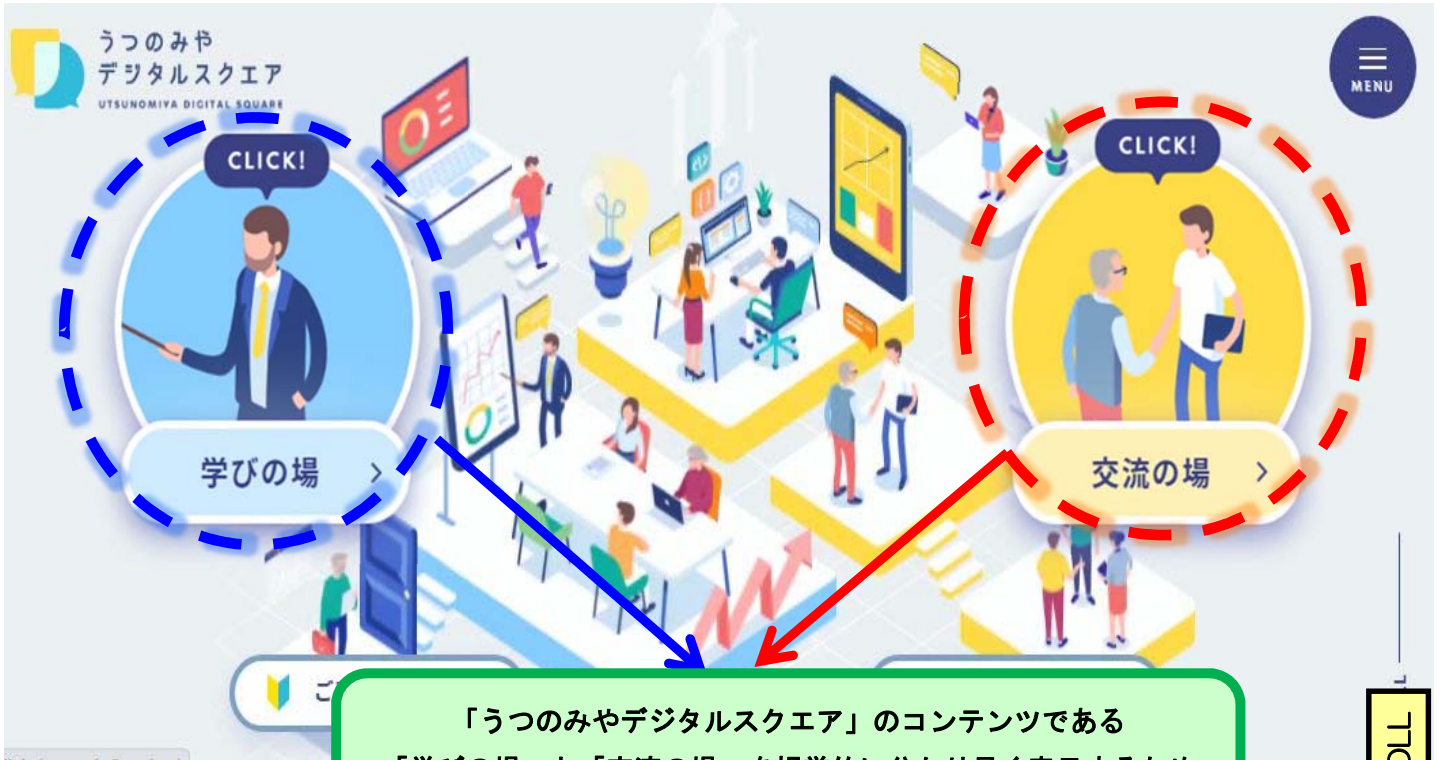 うつのみや
デジタルスクエア
UTSUNOMIYA DIGITAL SQUARE
MENU
CLICK!
CLICK!
学びの場
交流の場
「うつのみやデジタルスクエア」のコンテンツである